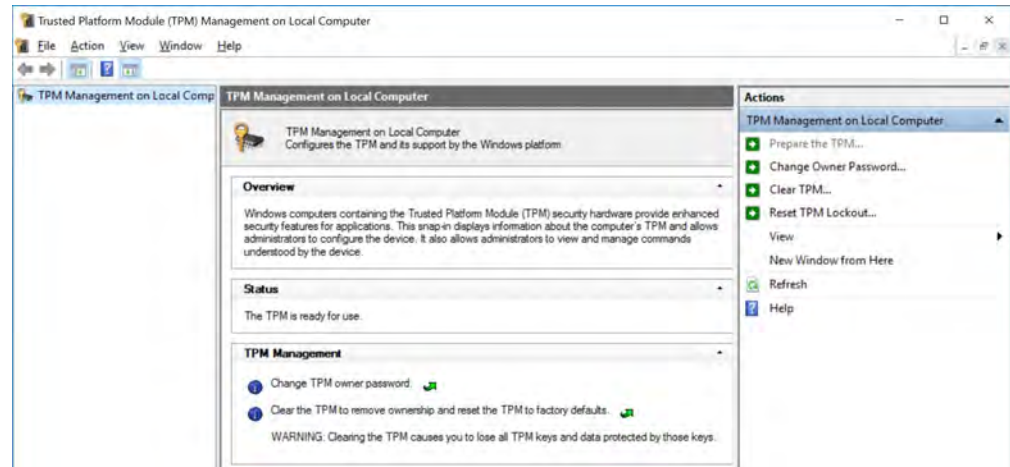 Trusted Platform Module (TPM) Management on Local Computer
File Action View Window Help
TPM Management on Local Comp
TPM Management on Local Computer
TPM Management on Local Computer
Configures the TPM and its support by the Windows platform
Overview
Windows computers containing the Trusted Platform Module (TPM) security hardware provide enhanced
security features for applications. This snap-in displays information about the computer's TPM and allows
administrators to configure the device. It also allows administrators to view and manage commands
understood by the device.
Status
The TPM is ready for use.
TPM Management
Change TPM owner password.
Clear the TPM to remove ownership and reset the TPM to factory defaults.
WARNING: Clearing the TPM causes you to lose all TPM keys and data protected by those keys.
Actions
TPM Management on Local Computer
Prepare the TPM...
Change Owner Password...
Clear TPM...
Reset TPM Lockout...
View
New Window from Here
Refresh
Help